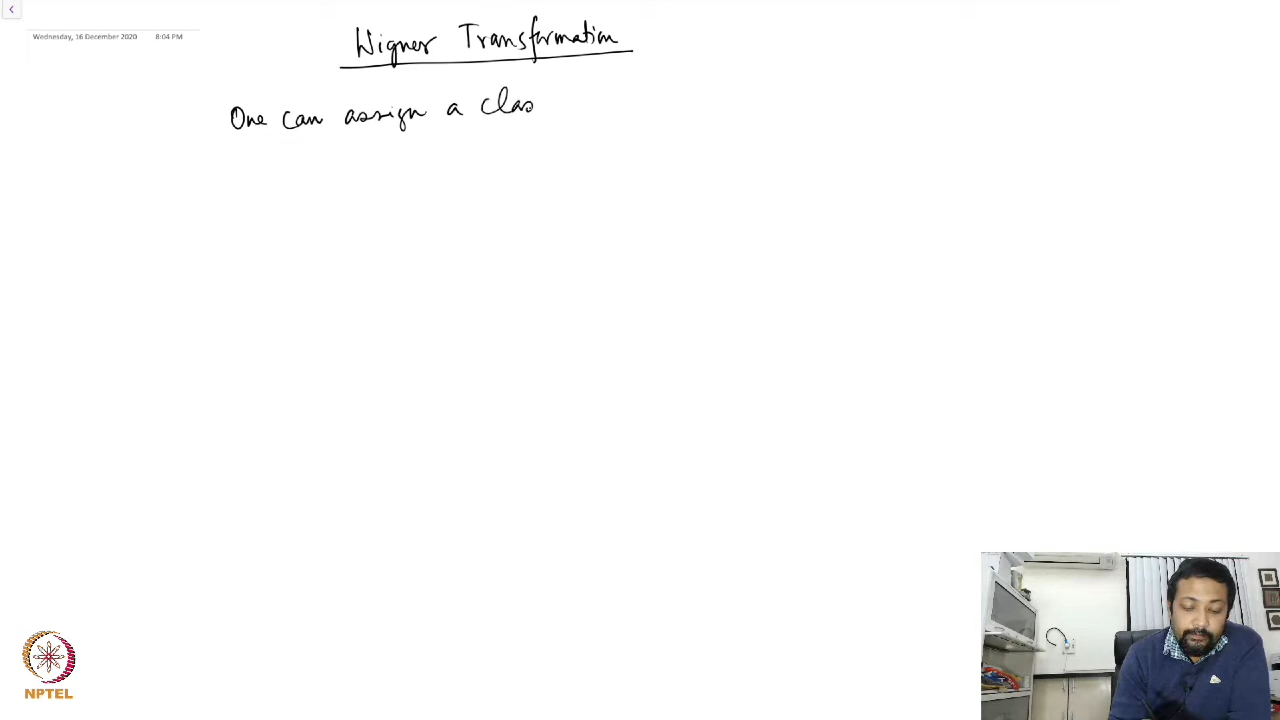 Wigner Transformation
Wednesday, 16 December 2020 8:04 PM
One can assign a clas
NPTEL